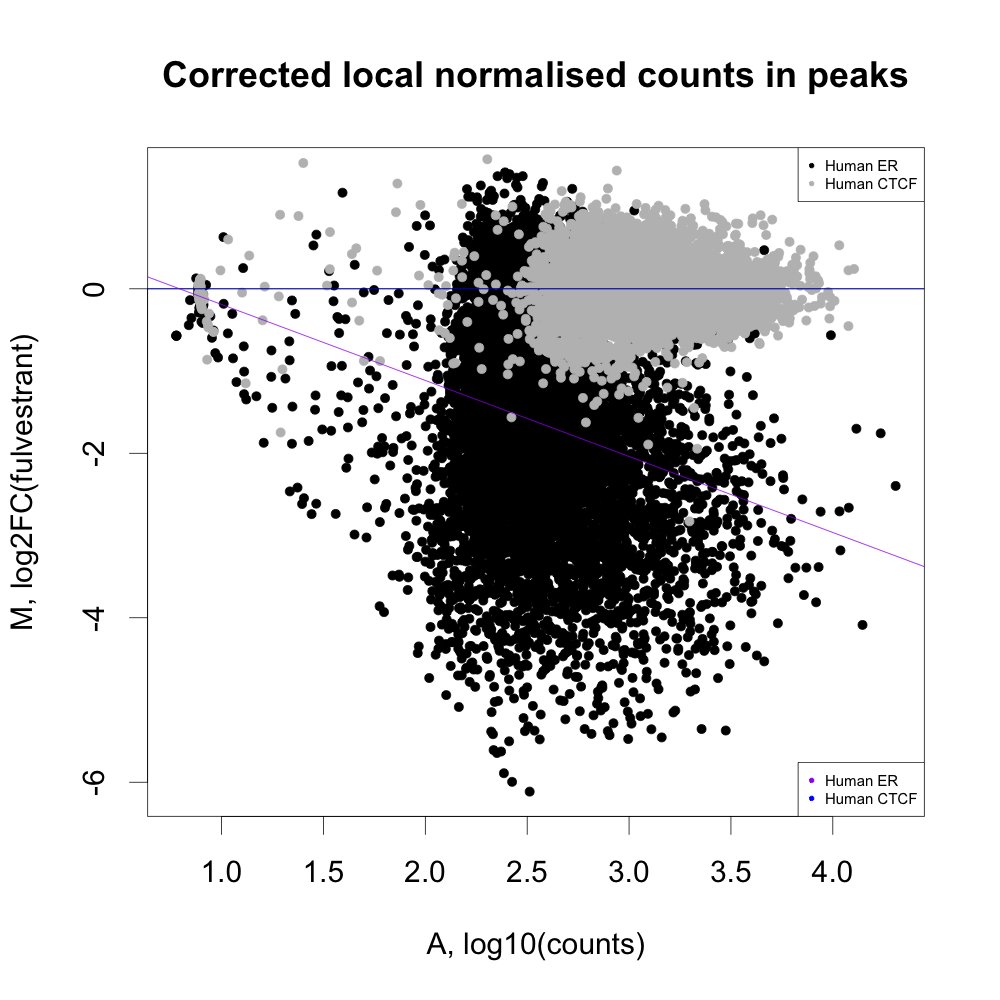 Corrected local normalised counts in peaks
Human ER
Human CTCF
M, log2FC(fulvestrant)
0
-2
-4
-6
Human ER
Human CTCF
1.0 1.5 2.0 2.5 3.0 3.5 4.0
A, log10(counts)